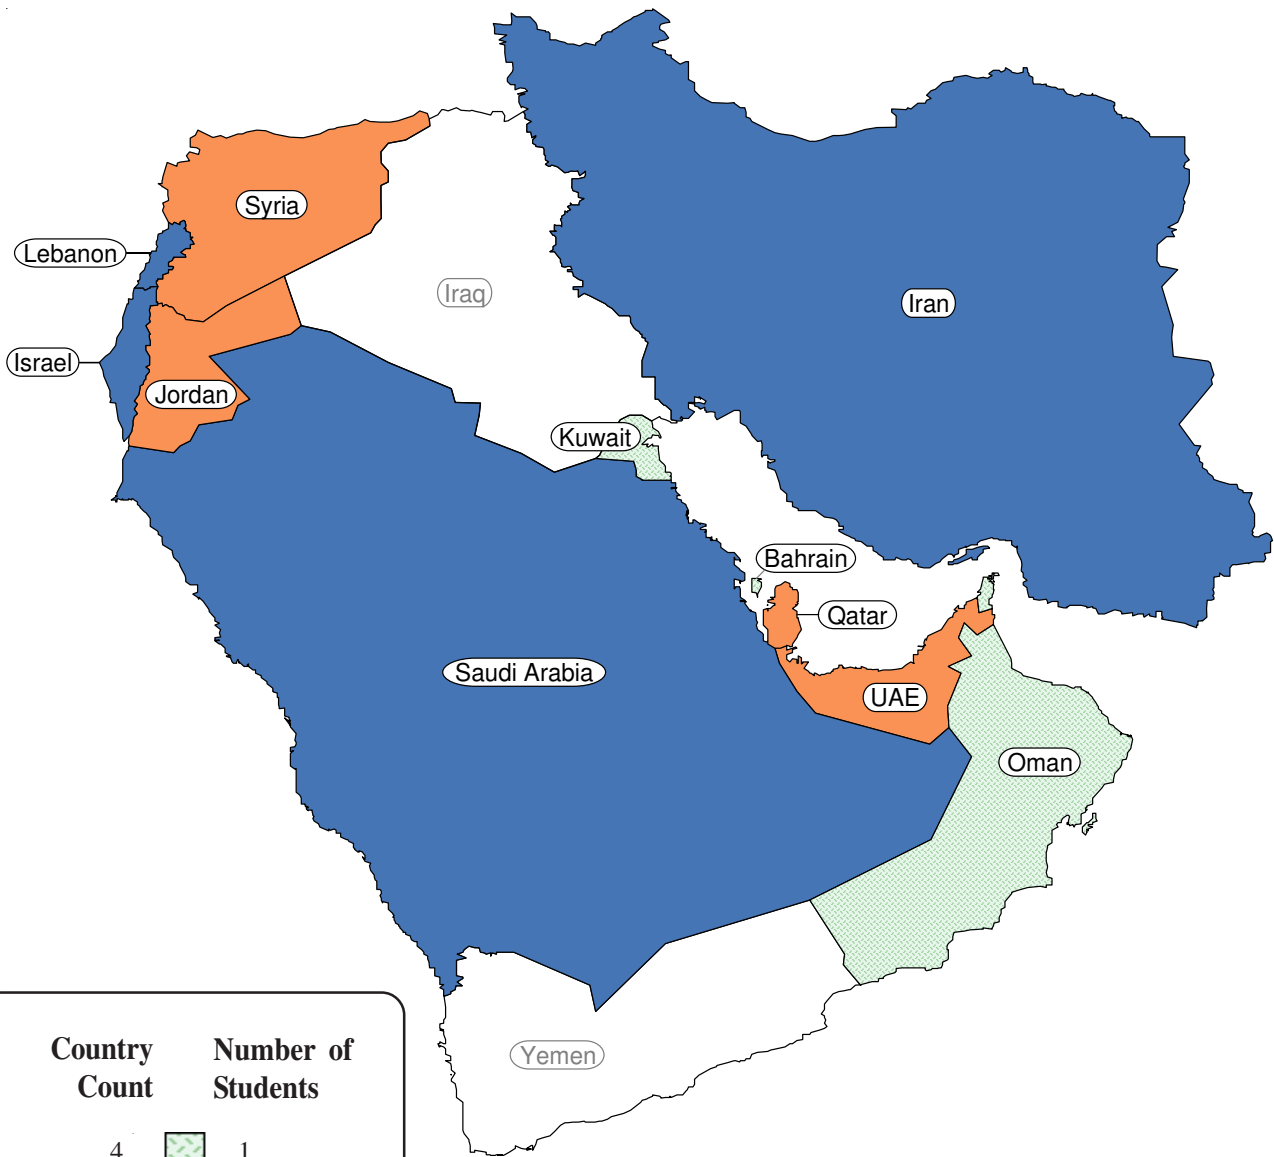 Syria
Lebanon
Iraq
Iran
Israel
Jordan
Kuwait
Bahrain
Qatar
Saudi Arabia
UAE
Oman
Yemen
Country Number of
Count Students
4 1